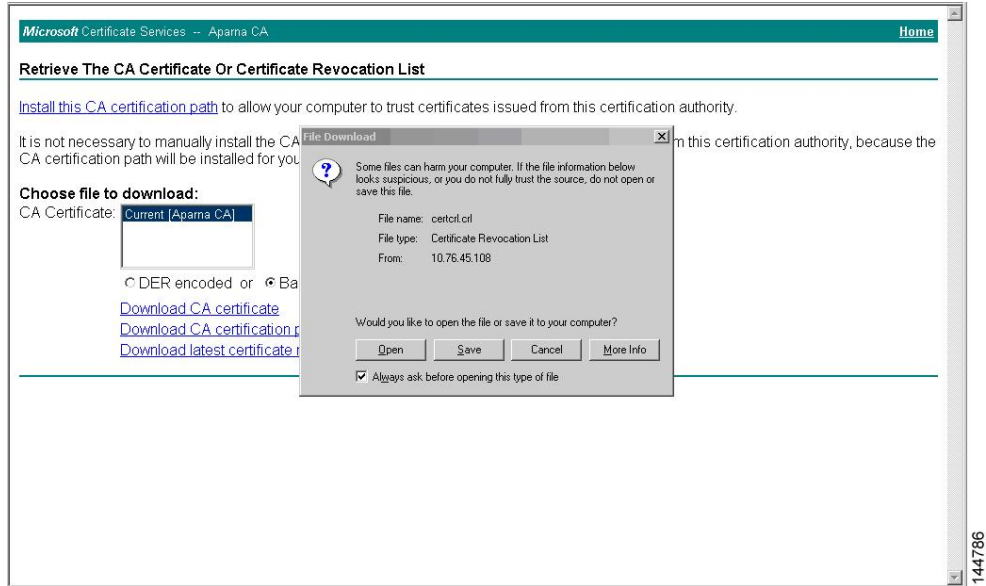 Microsoft Certificate Services -- Aparna CA Home
Retrieve The CA Certificate Or Certificate Revocation List
Install this CA certification path to allow your computer to trust certificates issued from this certification authority.
It is not necessary to manually install the CA
m this certification authority, because the
CA certification path will be installed for you
Choose file to download:
CA Certificate: Current [Aparna CA]
DER encoded or Ba
Download CA certificate
Download CA certification p
Download latest certificate r
File Download
Some files can harm your computer. If the file information below
looks suspicious, or you do not fully trust the source, do not open or
save this file.
File name: certcrl.crl
File type: Certificate Revocation List
From: 10.76.45.108
Would you like to open the file or save it to your computer?
Open Save Cancel More Info
Always ask before opening this type of file
144786